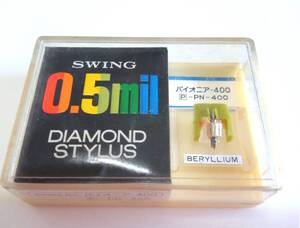 SWING
0.5mil
DIAMOND
STYLUS
パイオニア-400
P-PN-400
BERYLLIUM